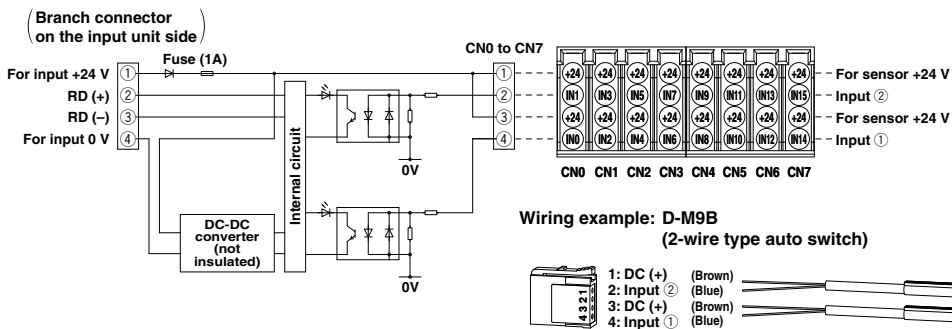 Branch connector
on the input unit side
Fuse (1A)
For input +24 V
RD (+)
RD (–)
For input 0 V
①
②
③
④
Internal circuit
DC-DC
converter
(not
insulated)
0V
0V
CN0 to CN7
①
②
③
④
+24 +24 +24 +24 +24 +24 +24 +24
IN1 IN3 IN5 IN7 IN9 IN11 IN13 IN15
+24 +24 +24 +24 +24 +24 +24 +24
IN0 IN2 IN4 IN6 IN8 IN10 IN12 IN14
CN0 CN1 CN2 CN3 CN4 CN5 CN6 CN7
For sensor +24 V
Input ②
For sensor +24 V
Input ①
Wiring example: D-M9B
(2-wire type auto switch)
4 3 2 1
1: DC (+) (Brown)
2: Input ② (Blue)
3: DC (+) (Brown)
4: Input ① (Blue)